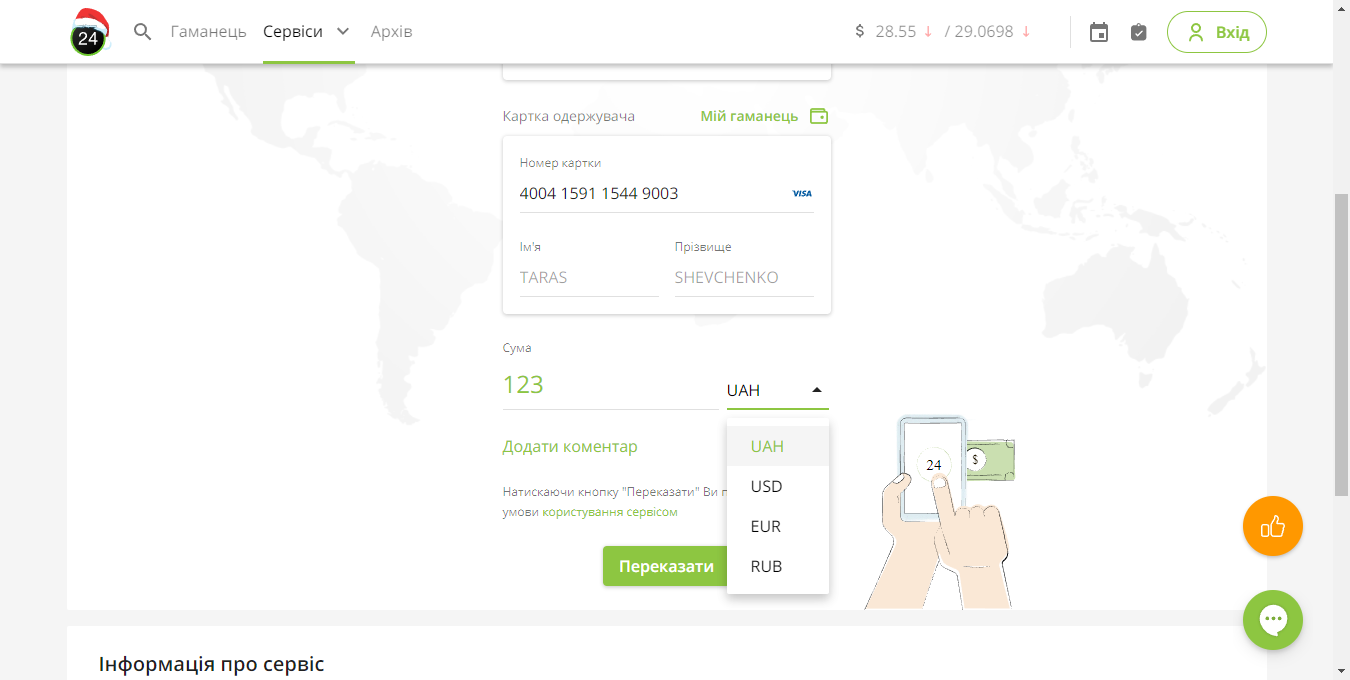 24 Гаманець Сервіси Архів $ 28.55 ↓ / 29.0698 ↓ Вхід
Картка одержувача Мій гаманець
Номер картки
4004 1591 1544 9003 VISA
Ім'я Прізвище
TARAS SHEVCHENKO
Сума
123 UAH
Додати коментар UAH
24 $
USD
Натискаючи кнопку "Переказати" Ви
умови користування сервісом
EUR
Переказати RUB
Інформація про сервіс